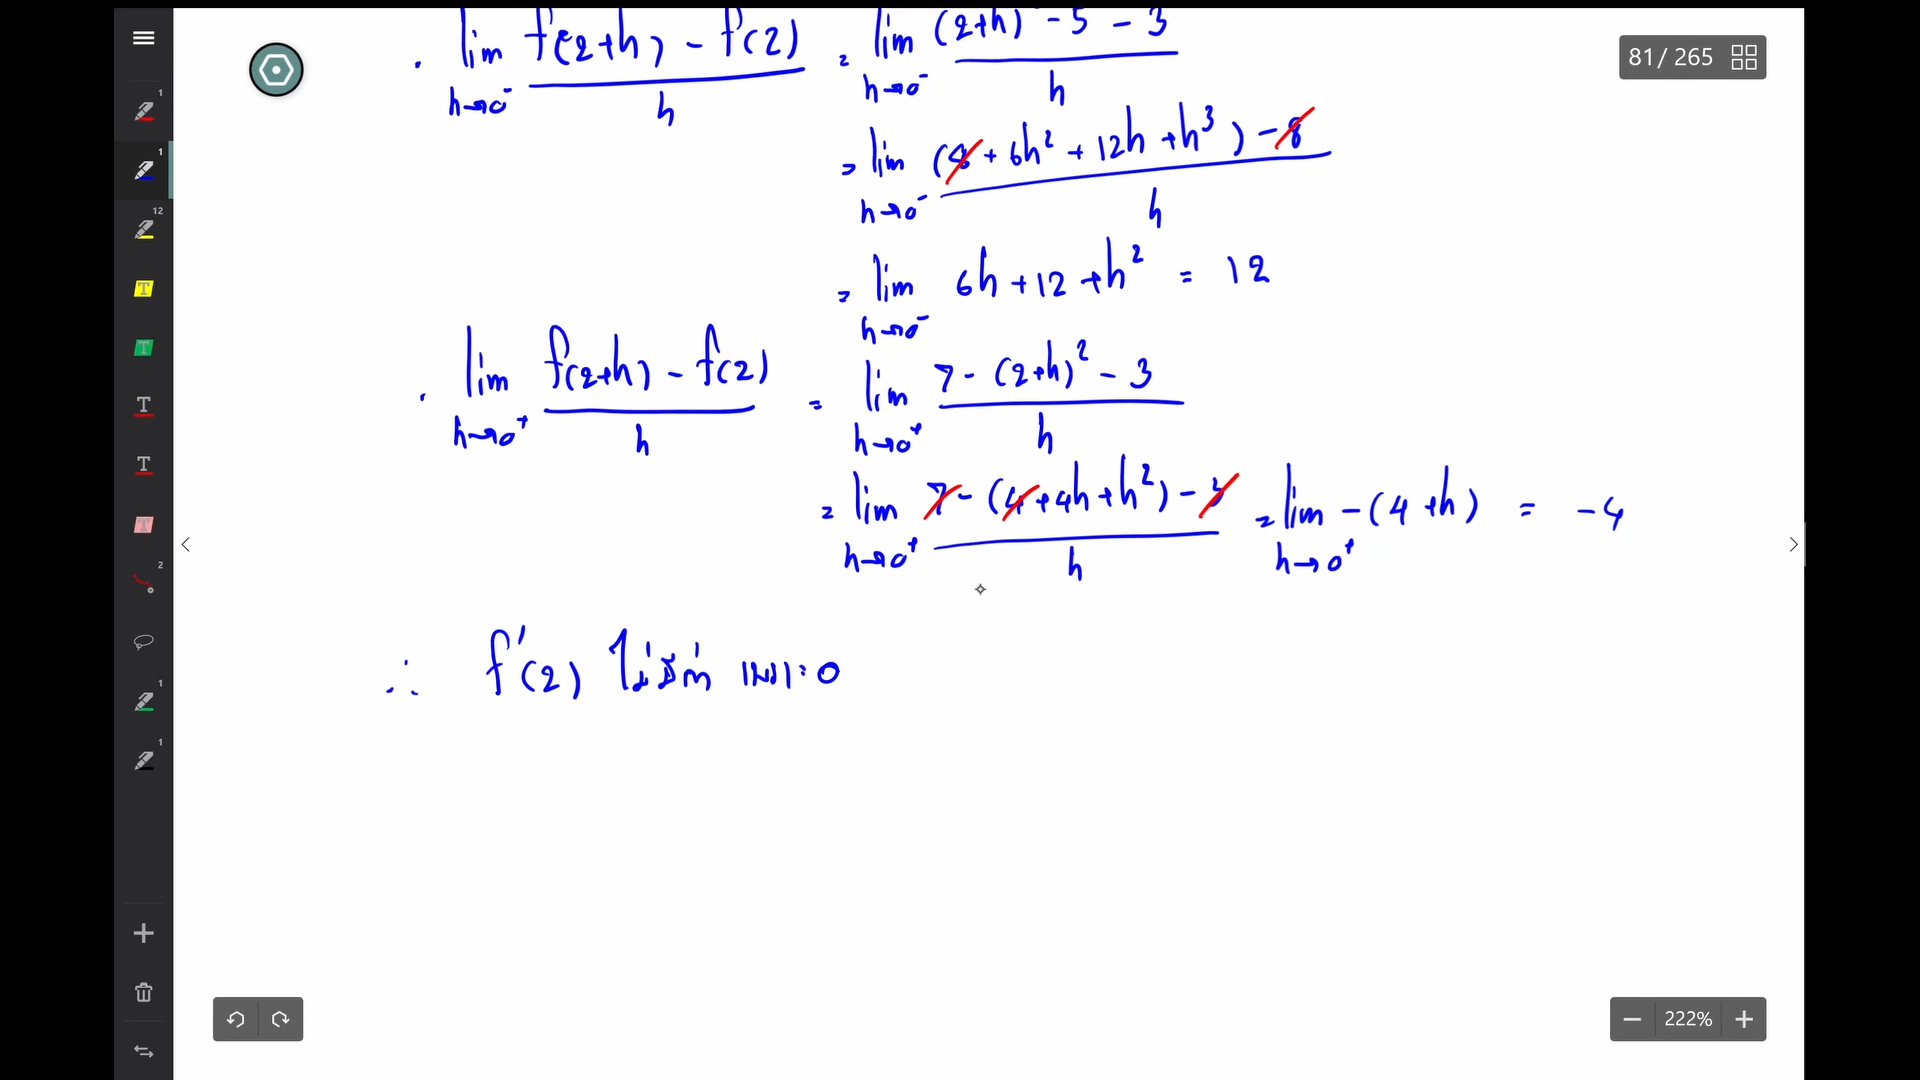 81 / 265
. lim f(2+h) - f(2) = lim (2+h) - 5 - 3
h→0⁻ h h→0⁻ h
= lim (8 + 6h² + 12h + h³) - 8
h→0⁻ h
= lim 6h + 12 + h² = 12
h→0⁻
. lim f(2+h) - f(2) = lim 7 - (2+h)² - 3
h→0⁺ h h→0⁺ h
= lim 7 - (4+4h+h²) - 3 = lim -(4+h) = -4
h→0⁺ h h→0⁺
∴ f'(2) ไม่มีค่า
222%